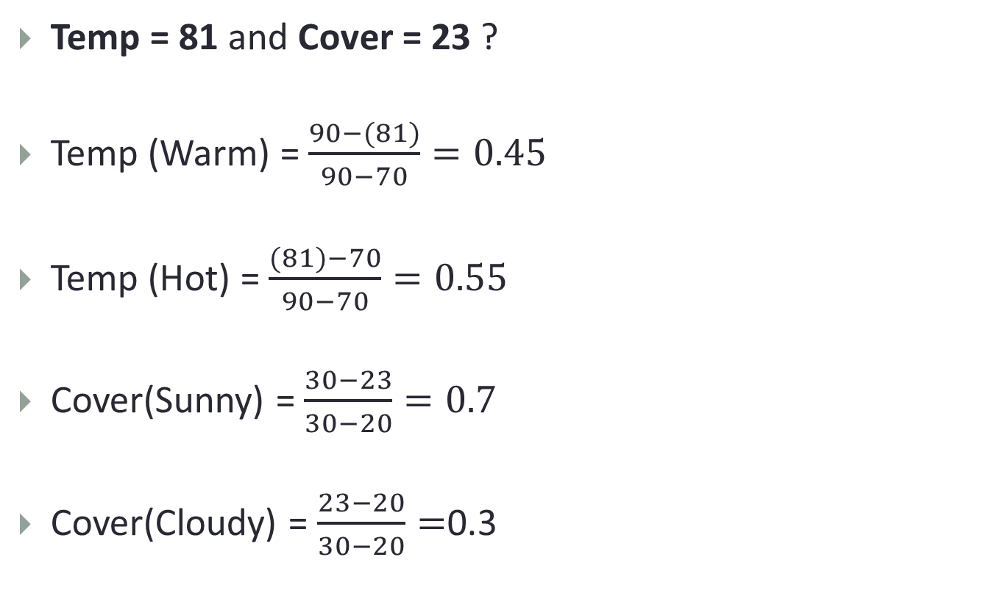 Temp = 81 and Cover = 23 ?
Temp (Warm) = \frac{90−(81)}{90−70} = 0.45
Temp (Hot) = \frac{(81)−70}{90−70} = 0.55
Cover(Sunny) = \frac{30−23}{30−20} = 0.7
Cover(Cloudy) = \frac{23−20}{30−20} =0.3